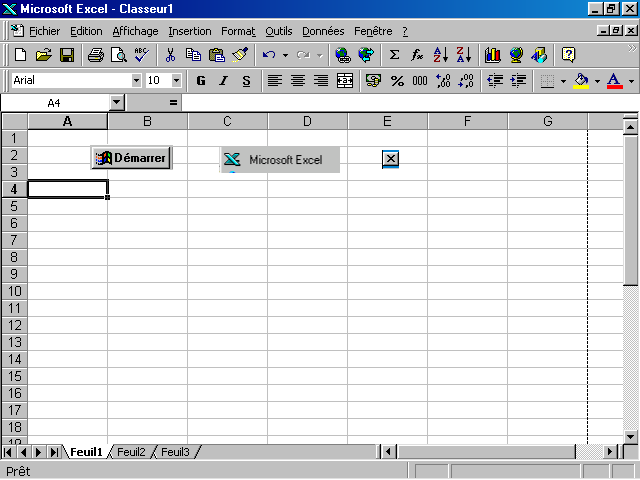 Microsoft Excel - Classeur1
Fichier Edition Affichage Insertion Format Outils Données Fenêtre ?
Arial 10 G I S % 000
A4 =
A B C D E F G
1
2 Démarrer Microsoft Excel
3
4
5
6
7
8
9
10
11
12
13
14
15
16
17
18
19
Feuil1 Feuil2 Feuil3
Prêt